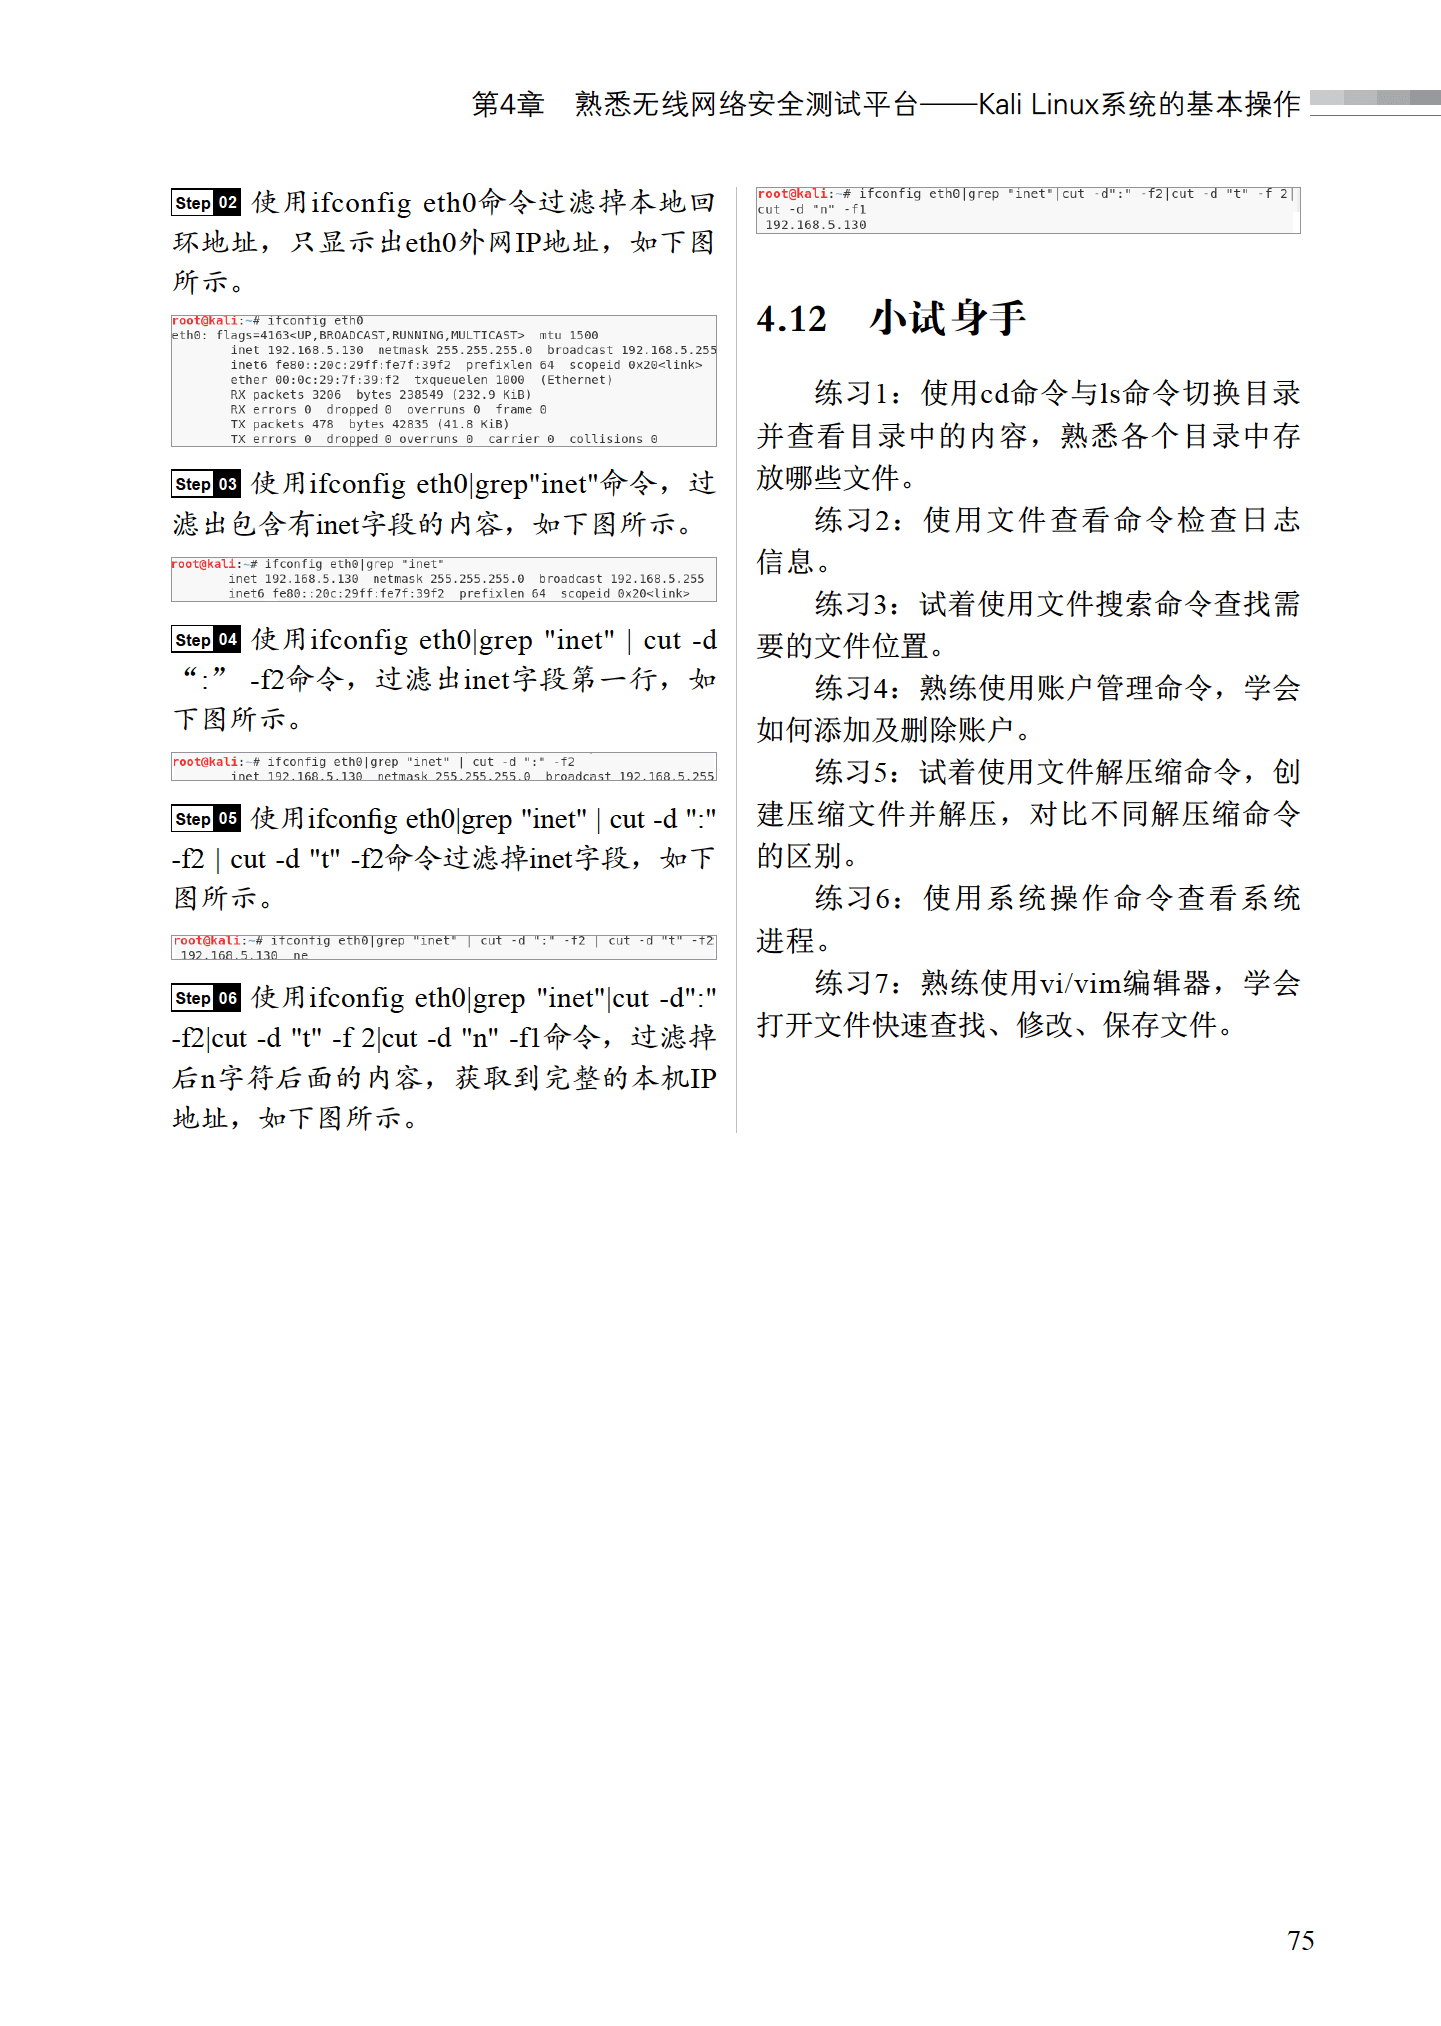 第4章　熟悉无线网络安全测试平台——Kali Linux系统的基本操作
Step 02 使用ifconfig eth0命令过滤掉本地回
环地址，只显示出eth0外网IP地址，如下图
所示。
root@kali:~# ifconfig eth0
eth0: flags=4163<UP,BROADCAST,RUNNING,MULTICAST>  mtu 1500
inet 192.168.5.130  netmask 255.255.255.0  broadcast 192.168.5.255
inet6 fe80::20c:29ff:fe7f:39f2  prefixlen 64  scopeid 0x20<link>
ether 00:0c:29:7f:39:f2  txqueuelen 1000  (Ethernet)
RX packets 3206  bytes 238549 (232.9 KiB)
RX errors 0  dropped 0  overruns 0  frame 0
TX packets 478  bytes 42835 (41.8 KiB)
TX errors 0  dropped 0 overruns 0  carrier 0  collisions 0
Step 03 使用ifconfig eth0|grep"inet"命令，过
滤出包含有inet字段的内容，如下图所示。
root@kali:~# ifconfig eth0|grep "inet"
inet 192.168.5.130  netmask 255.255.255.0  broadcast 192.168.5.255
inet6 fe80::20c:29ff:fe7f:39f2  prefixlen 64  scopeid 0x20<link>
Step 04 使用ifconfig eth0|grep "inet" | cut -d
“:” -f2命令，过滤出inet字段第一行，如
下图所示。
root@kali:~# ifconfig eth0|grep "inet" | cut -d ":" -f2
inet 192.168.5.130  netmask 255.255.255.0  broadcast 192.168.5.255
Step 05 使用ifconfig eth0|grep "inet" | cut -d ":"
-f2 | cut -d "t" -f2命令过滤掉inet字段，如下
图所示。
root@kali:~# ifconfig eth0|grep "inet" | cut -d ":" -f2 | cut -d "t" -f2
192.168.5.130  ne
Step 06 使用ifconfig eth0|grep "inet"|cut -d":"
-f2|cut -d "t" -f 2|cut -d "n" -f1命令，过滤掉
后n字符后面的内容，获取到完整的本机IP
地址，如下图所示。
root@kali:~# ifconfig eth0|grep "inet"|cut -d":" -f2|cut -d "t" -f 2|
cut -d "n" -f1
192.168.5.130
4.12　小试身手
练习1：使用cd命令与ls命令切换目录
并查看目录中的内容，熟悉各个目录中存
放哪些文件。
练习2：使用文件查看命令检查日志
信息。
练习3：试着使用文件搜索命令查找需
要的文件位置。
练习4：熟练使用账户管理命令，学会
如何添加及删除账户。
练习5：试着使用文件解压缩命令，创
建压缩文件并解压，对比不同解压缩命令
的区别。
练习6：使用系统操作命令查看系统
进程。
练习7：熟练使用vi/vim编辑器，学会
打开文件快速查找、修改、保存文件。
75